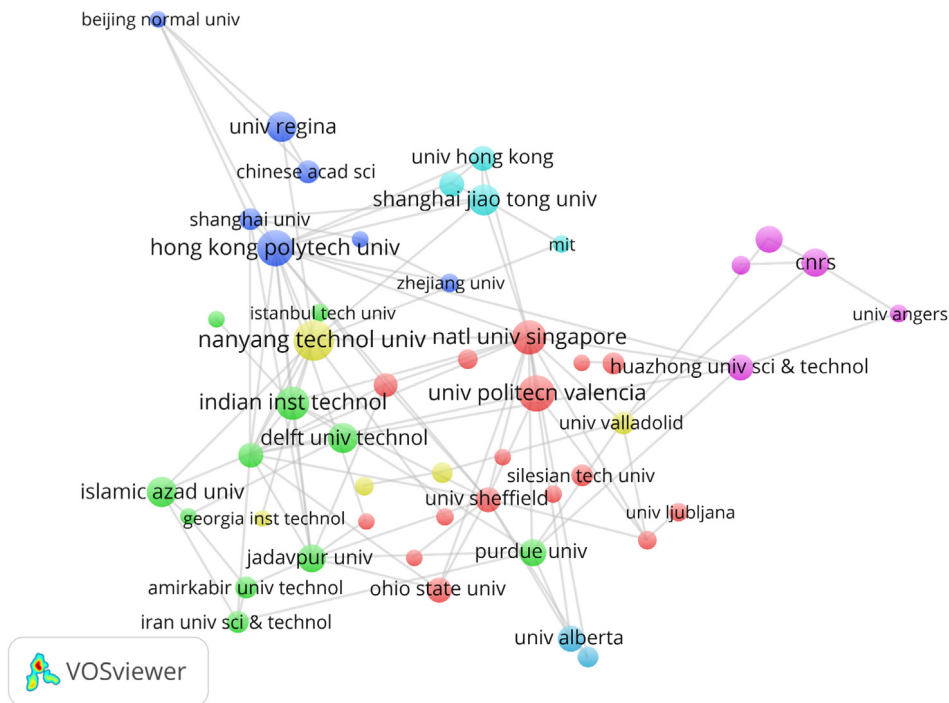 beijing normal univ
univ regina
univ hong kong
chinese acad sci
shanghai jiao tong univ
shanghai univ
hong kong polytech univ
mit
cnrs
zhejiang univ
istanbul tech univ
univ angers
nanyang technol univ
natl univ singapore
huazhong univ sci & technol
univ politecn valencia
indian inst technol
univ valladolid
delft univ technol
silesian tech univ
islamic azad univ
univ sheffield
univ ljubljana
georgia inst technol
purdue univ
jadavpur univ
amirkabir univ technol
ohio state univ
iran univ sci & technol
univ alberta
VOSviewer